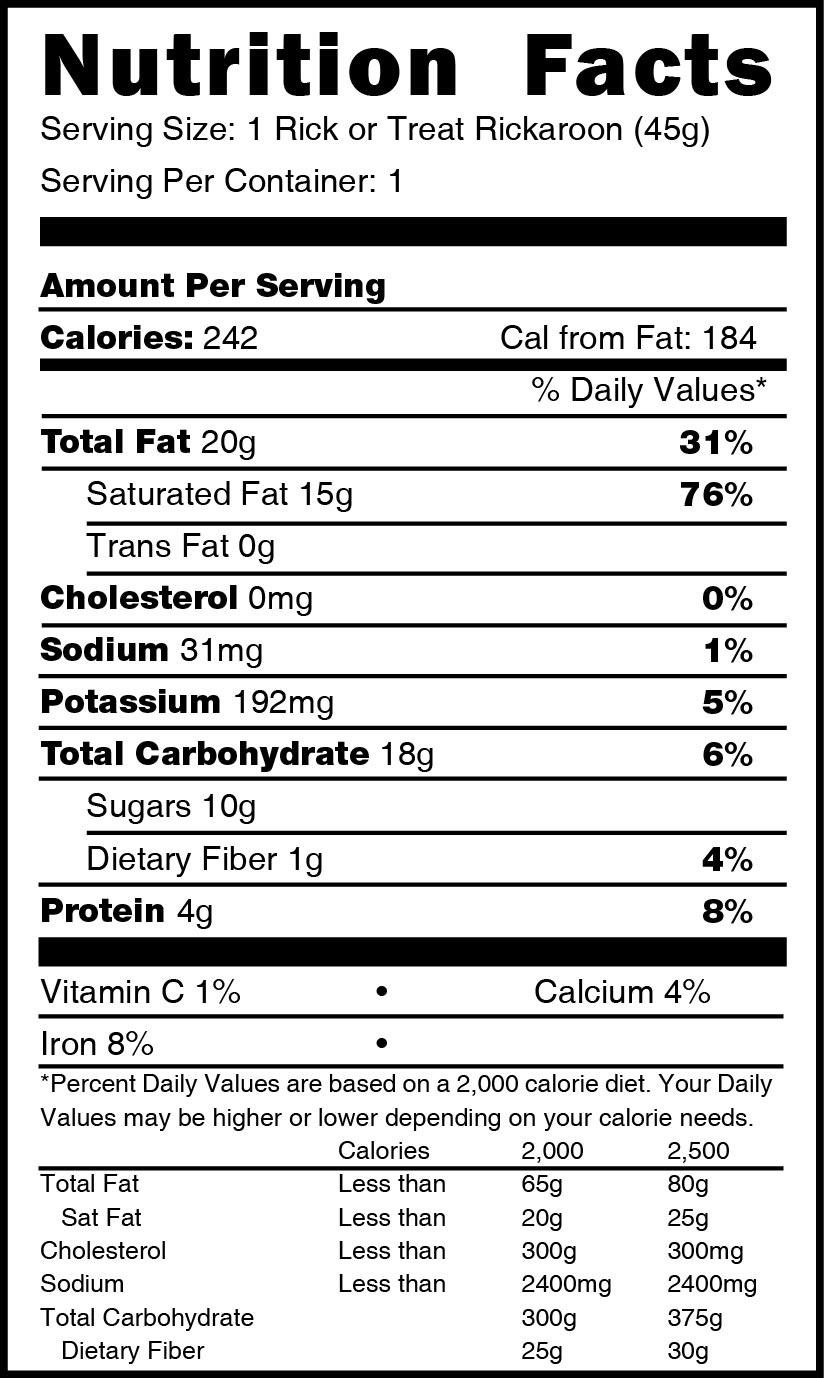 Nutrition Facts
Serving Size: 1 Rick or Treat Rickaroon (45g)
Serving Per Container: 1
Amount Per Serving
Calories: 242 Cal from Fat: 184
% Daily Values*
Total Fat 20g 31%
Saturated Fat 15g 76%
Trans Fat 0g
Cholesterol 0mg 0%
Sodium 31mg 1%
Potassium 192mg 5%
Total Carbohydrate 18g 6%
Sugars 10g
Dietary Fiber 1g 4%
Protein 4g 8%
Vitamin C 1% • Calcium 4%
Iron 8% •
*Percent Daily Values are based on a 2,000 calorie diet. Your Daily
Values may be higher or lower depending on your calorie needs.
Calories 2,000 2,500
Total Fat Less than 65g 80g
Sat Fat Less than 20g 25g
Cholesterol Less than 300g 300mg
Sodium Less than 2400mg 2400mg
Total Carbohydrate 300g 375g
Dietary Fiber 25g 30g